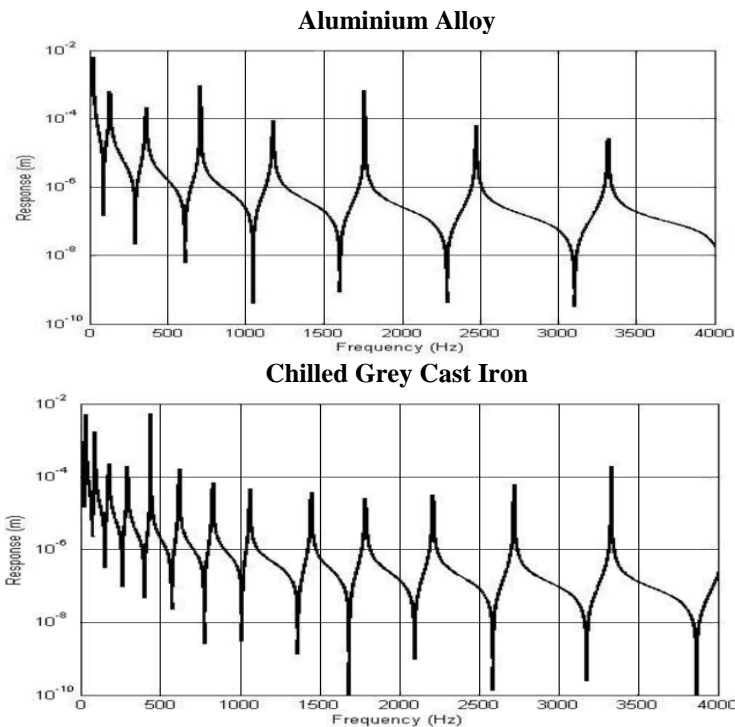 Aluminium Alloy
10-2
10-4
10-6
10-8
10-10
Response (m)
0 500 1000 1500 2000 2500 3000 3500 4000
Frequency (Hz)
Chilled Grey Cast Iron
10-2
10-4
10-6
10-8
10-10
Response (m)
0 500 1000 1500 2000 2500 3000 3500 4000
Frequency (Hz)